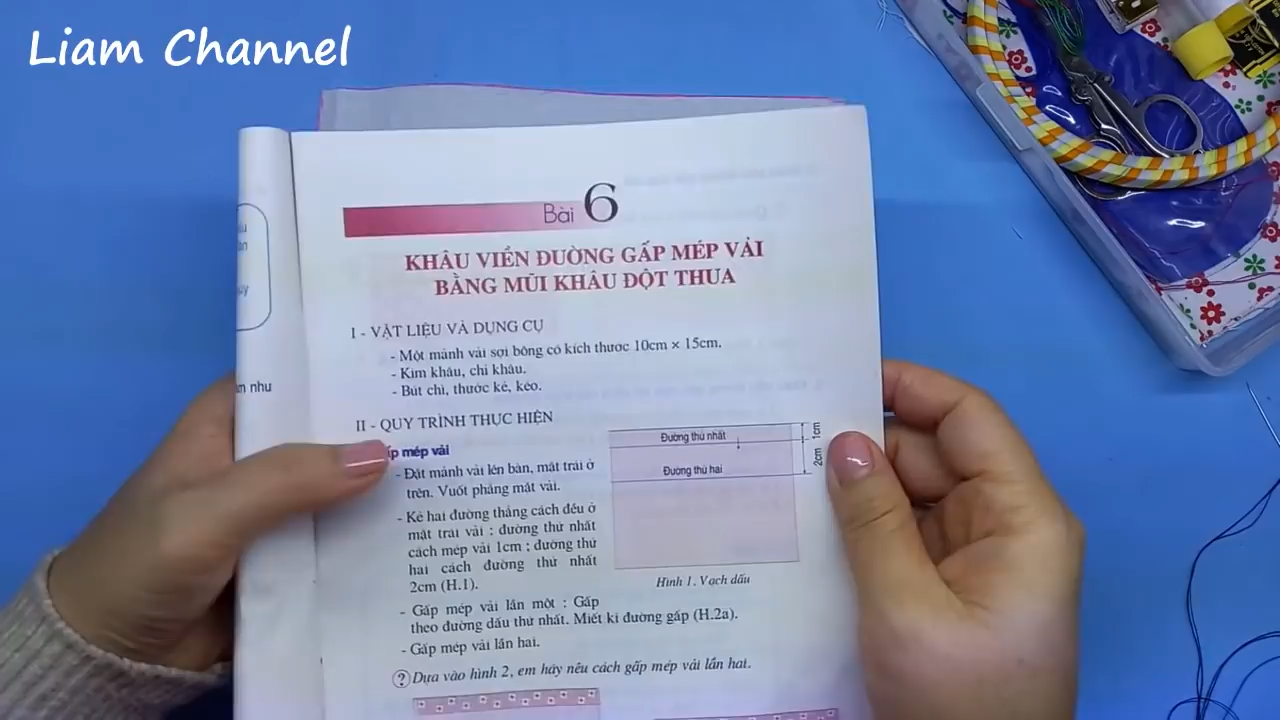 Liam Channel
Bài 6
KHÂU VIỀN ĐƯỜNG GẤP MÉP VẢI
BẰNG MŨI KHÂU ĐỘT THƯA
I - VẬT LIỆU VÀ DỤNG CỤ
- Một mảnh vải sợi bông có kích thước 10cm × 15cm.
- Kim khâu, chỉ khâu.
- Bút chì, thước kẻ, kéo.
II - QUY TRÌNH THỰC HIỆN
mép vải
- Đặt mảnh vải lên bàn, mặt trái ở
trên. Vuốt phẳng mặt vải.
- Kẻ hai đường thẳng cách đều ở
mặt trái vải : đường thứ nhất
cách mép vải 1cm ; đường thứ
hai cách đường thứ nhất
2cm (H.1).
Đường thứ nhất
Đường thứ hai
1cm
2cm
Hình 1. Vạch dấu
- Gấp mép vải lần một : Gấp
theo đường dấu thứ nhất. Miết kĩ đường gấp (H.2a).
- Gấp mép vải lần hai.
? Dựa vào hình 2, em hãy nêu cách gấp mép vải lần hai.
như